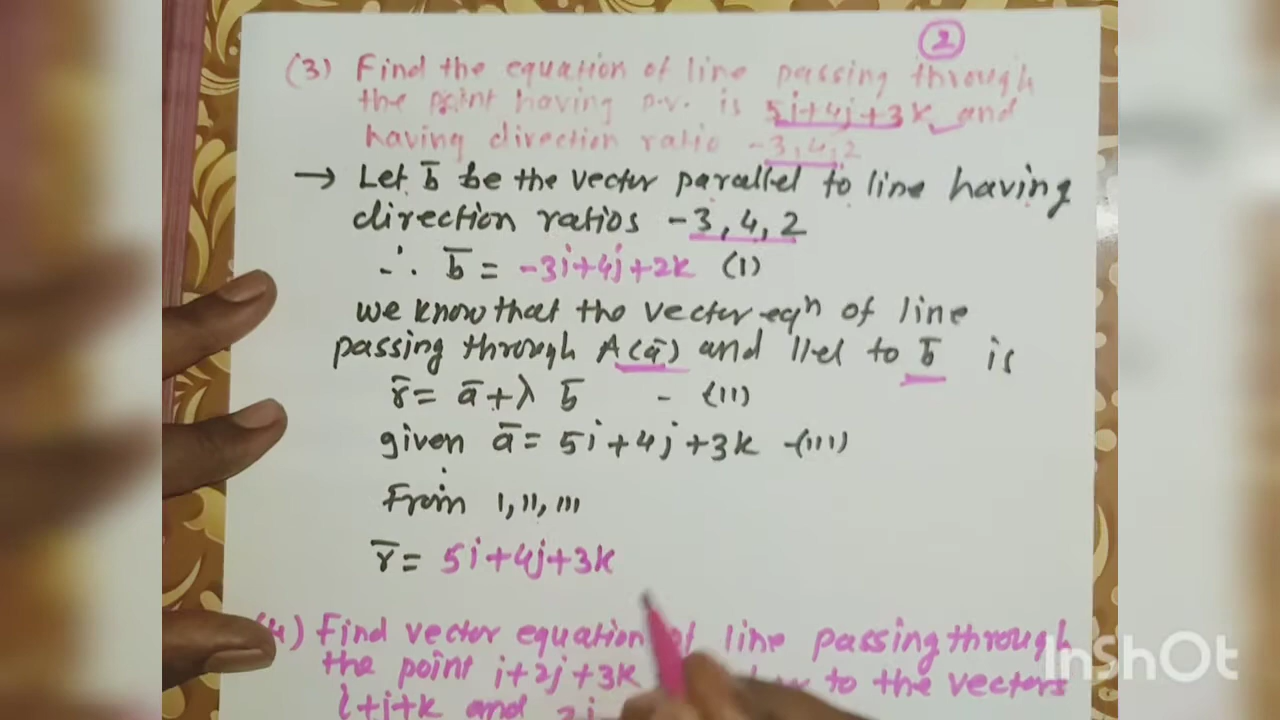 2
(3) Find the equation of line passing through
the point having p.v. is 5i+4j+3k and
having direction ratio -3,4,2
→ Let b̄ be the vector parallel to line having
direction ratios -3,4,2
∴ b̄ = -3i+4j+2k (I)
we know that the vector eqⁿ of line
passing through A(ā) and llel to b̄ is
r̄ = ā+λ b̄ - (II)
given ā = 5i+4j+3k -(III)
From I, II, III
r̄ = 5i+4j+3k
(4) Find vector equation of line passing through
the point i+2j+3k to the vectors
i+j+k and 2i
InShOt